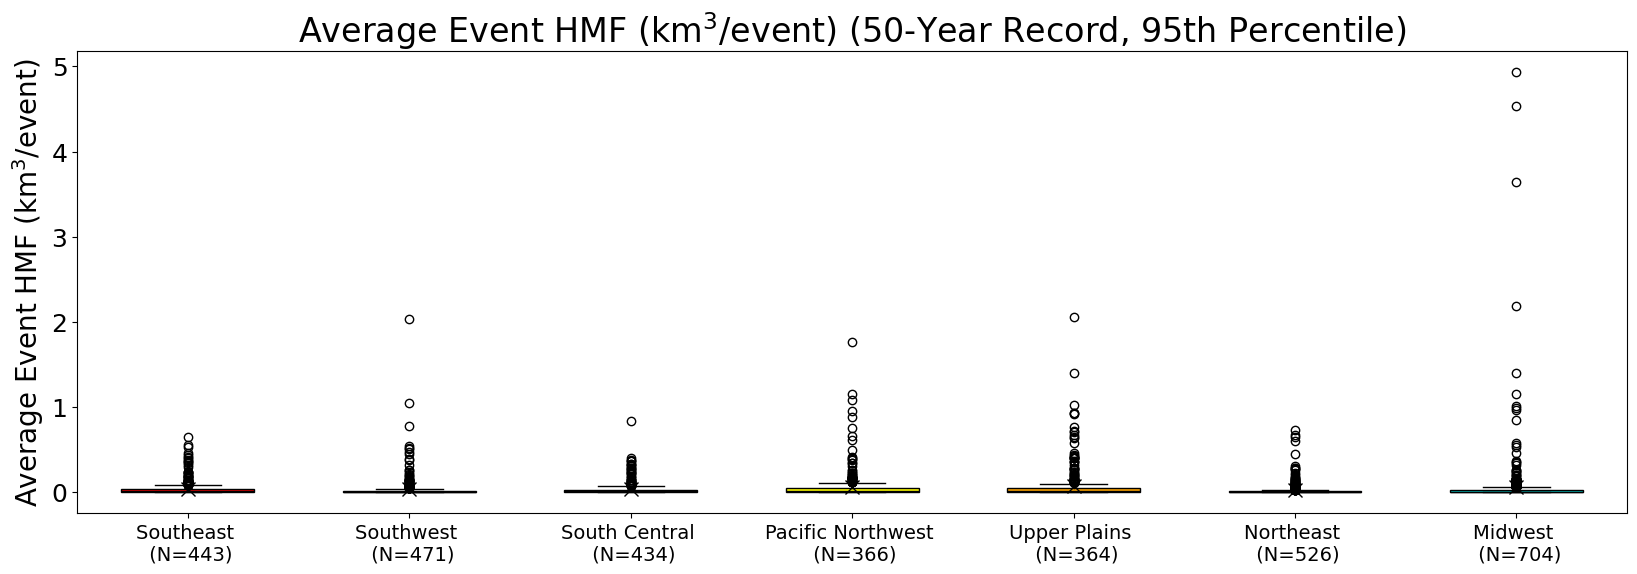 Average Event HMF (km³/event) (50-Year Record, 95th Percentile)
Average Event HMF (km³/event)
5
4
3
2
1
0
Southeast Southwest South Central Pacific Northwest Upper Plains Northeast Midwest
(N=443) (N=471) (N=434) (N=366) (N=364) (N=526) (N=704)